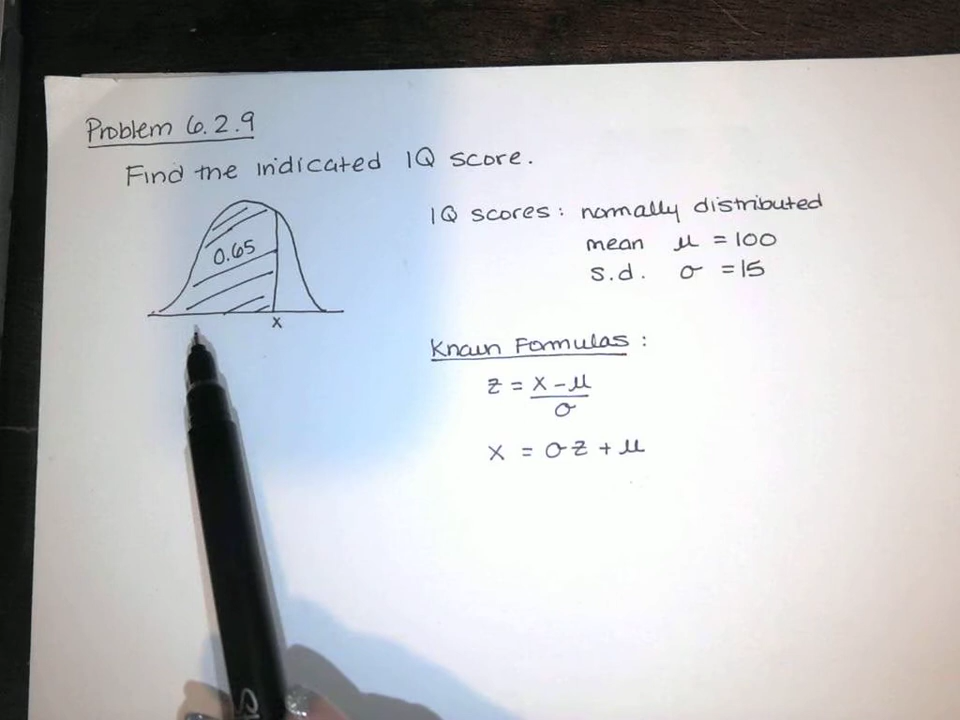 Problem 6.2.9
Find the indicated IQ score.
0.65
x
IQ scores: normally distributed
mean μ = 100
s.d. σ = 15
Known Formulas:
z = x - μ
σ
x = σz + μ